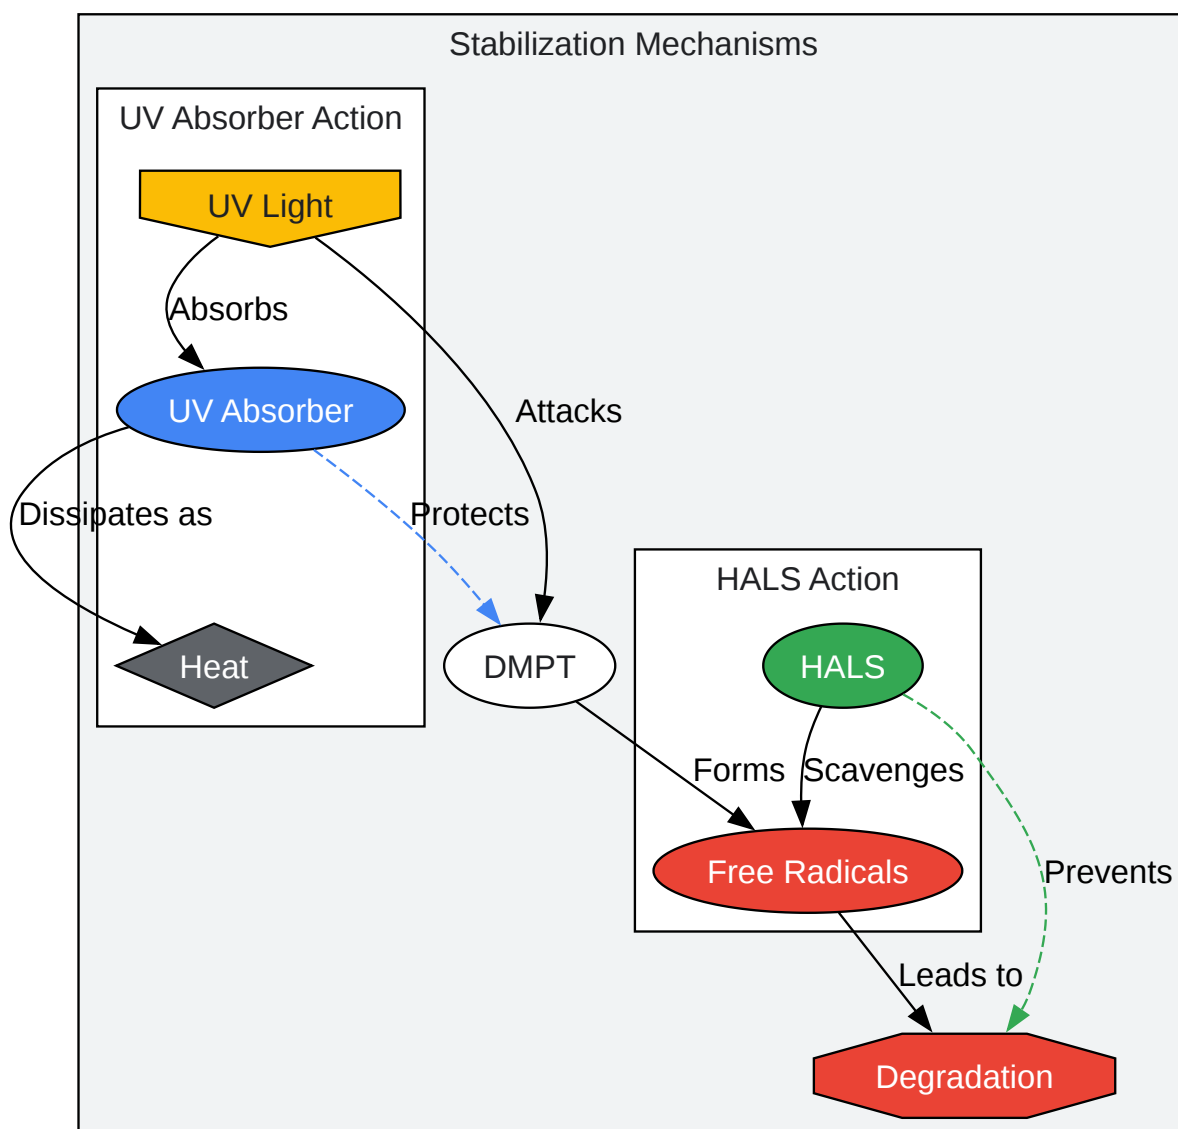 Stabilization Mechanisms
UV Absorber Action
UV Light
Absorbs
UV Absorber
Attacks
Dissipates as
Protects
HALS Action
Heat
DMPT
HALS
Forms
Scavenges
Free Radicals
Prevents
Leads to
Degradation